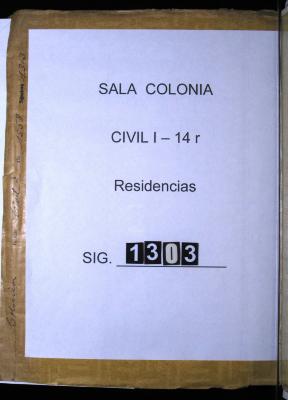 SALA COLONIA
CIVIL I – 14 r
Residencias
SIG. 1303